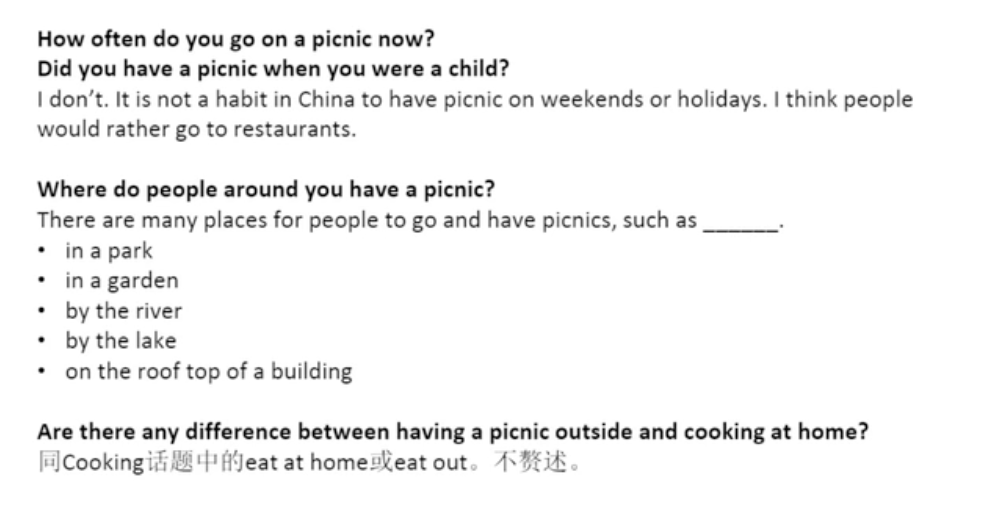 How often do you go on a picnic now?
Did you have a picnic when you were a child?
I don't. It is not a habit in China to have picnic on weekends or holidays. I think people
would rather go to restaurants.
Where do people around you have a picnic?
There are many places for people to go and have picnics, such as ______.
• in a park
• in a garden
• by the river
• by the lake
• on the roof top of a building
Are there any difference between having a picnic outside and cooking at home?
同Cooking话题中的eat at home或eat out。不赘述。